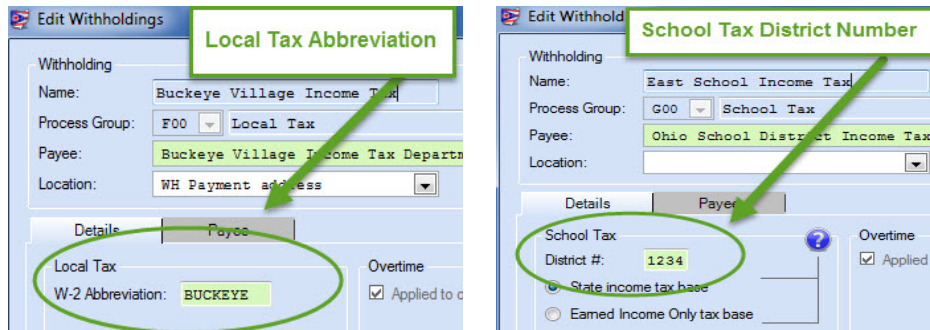 Edit Withholdings
Local Tax Abbreviation
Withholding
Name: Buckeye Village Income Tax
Process Group: F00 Local Tax
Payee: Buckeye Village Income Tax Departm
Location: WH Payment address
Details Payee
Local Tax
W-2 Abbreviation: BUCKEYE
Overtime
Applied to c
Edit Withhold
School Tax District Number
Withholding
Name: East School Income Tax
Process Group: G00 School Tax
Payee: Ohio School District Income Tax
Location:
Details Payee
School Tax
District #: 1234
State income tax base
Earned Income Only tax base
?
Overtime
Applied